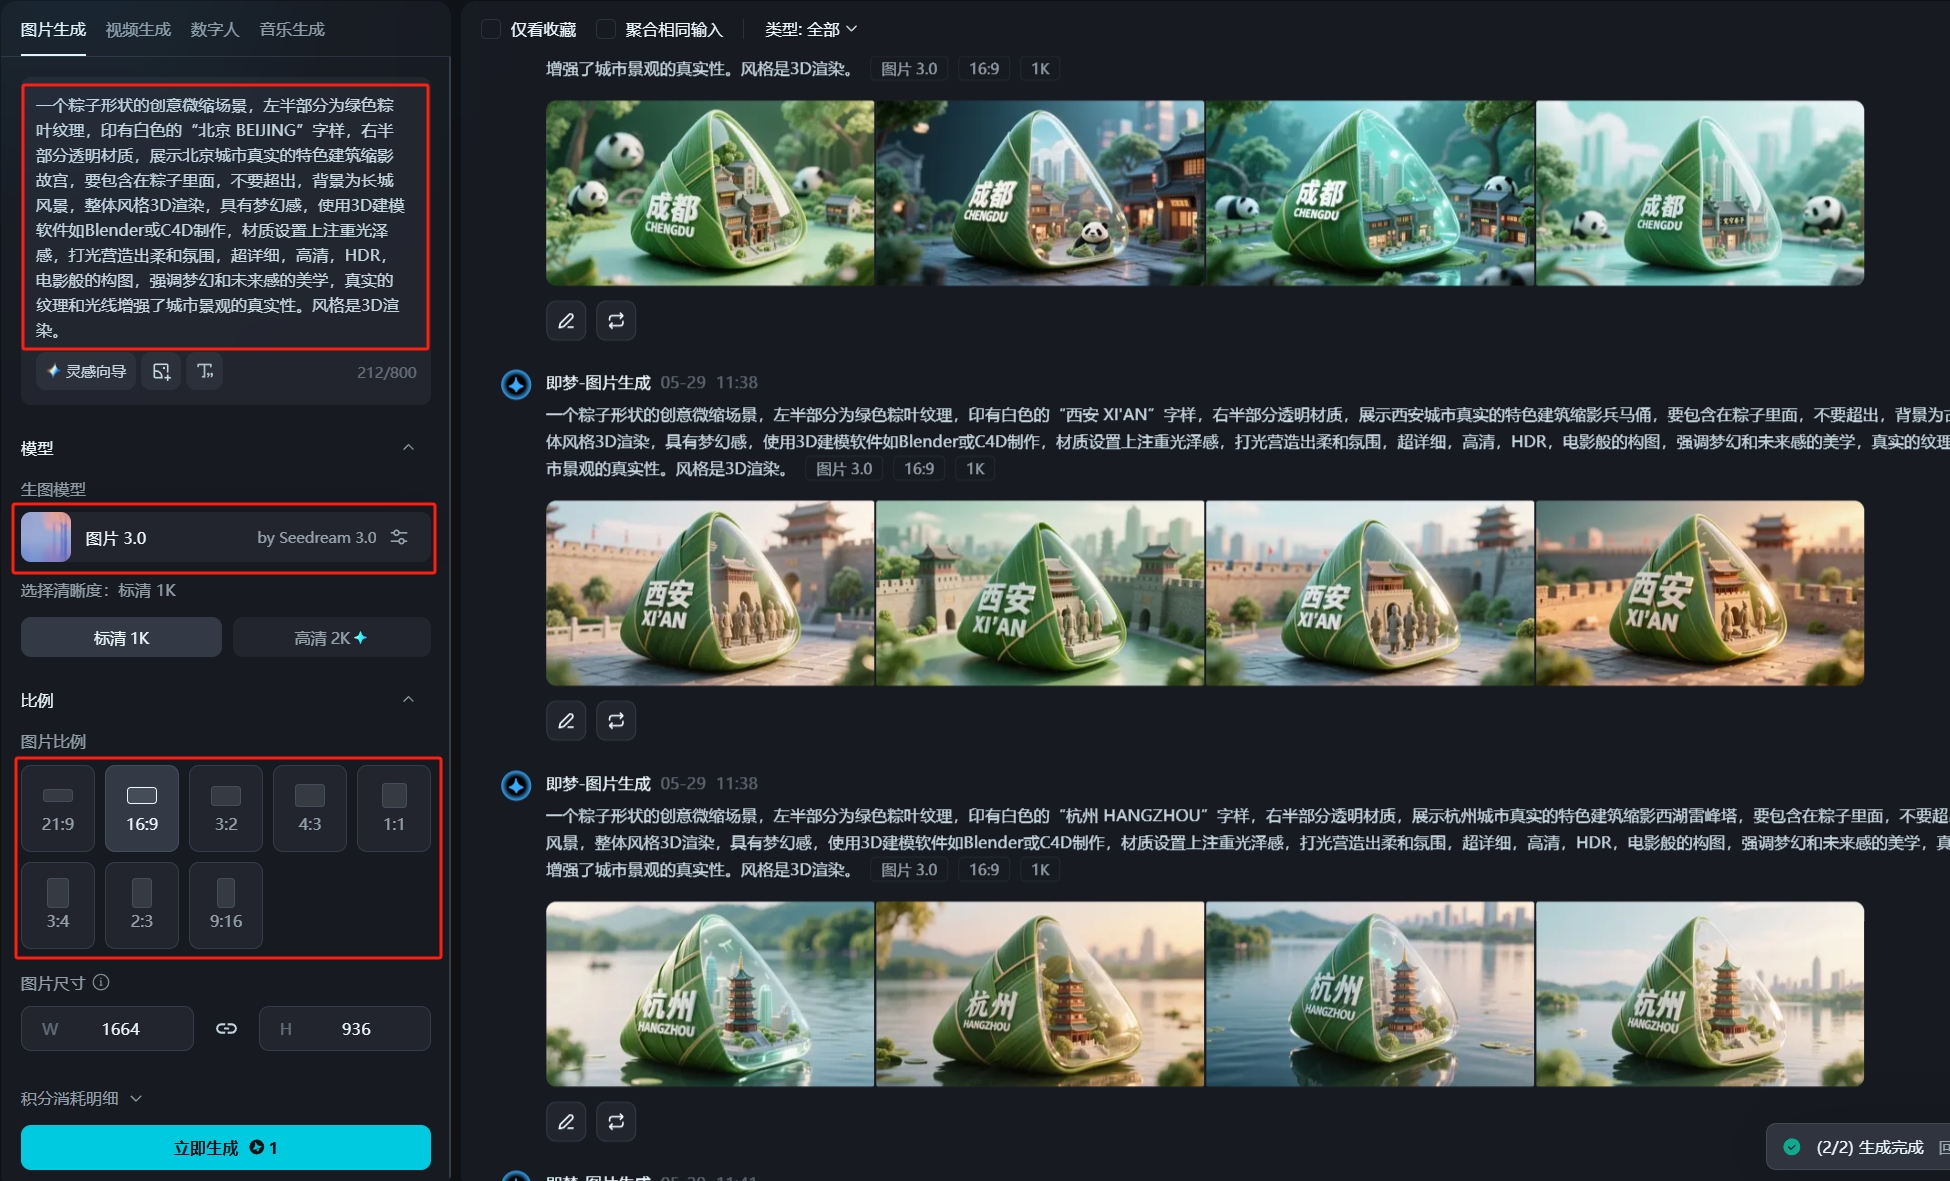 图片生成 视频生成 数字人 音乐生成
一个粽子形状的创意微缩场景，左半部分为绿色粽
叶纹理，印有白色的“北京 BEIJING”字样，右半
部分透明材质，展示北京城市真实的特色建筑缩影
故宫，要包含在粽子里面，不要超出，背景为长城
风景，整体风格3D渲染，具有梦幻感，使用3D建模
软件如Blender或C4D制作，材质设置上注重光泽
感，打光营造出柔和氛围，超详细，高清，HDR，
电影般的构图，强调梦幻和未来感的美学，真实的
纹理和光线增强了城市景观的真实性。风格是3D渲
染。
灵感向导 212/800
模型
生图模型
图片 3.0 by Seedream 3.0
选择清晰度：标清 1K
标清 1K 高清 2K
比例
图片比例
21:9 16:9 3:2 4:3 1:1
3:4 2:3 9:16
图片尺寸
W 1664 H 936
积分消耗明细
立即生成 1
仅看收藏 聚合相同输入 类型: 全部
增强了城市景观的真实性。风格是3D渲染。 图片 3.0 16:9 1K
成都
CHENGDU
成都
CHENGDU
成都
CHENGDU
成都
CHENGDU
即梦-图片生成 05-29 11:38
一个粽子形状的创意微缩场景，左半部分为绿色粽叶纹理，印有白色的“西安 XI'AN”字样，右半部分透明材质，展示西安城市真实的特色建筑缩影兵马俑，要包含在粽子里面，不要超出，背景为
体风格3D渲染，具有梦幻感，使用3D建模软件如Blender或C4D制作，材质设置上注重光泽感，打光营造出柔和氛围，超详细，高清，HDR，电影般的构图，强调梦幻和未来感的美学，真实的纹理
市景观的真实性。风格是3D渲染。 图片 3.0 16:9 1K
西安
XI'AN
西安
XI'AN
西安
XI'AN
西安
XI'AN
即梦-图片生成 05-29 11:38
一个粽子形状的创意微缩场景，左半部分为绿色粽叶纹理，印有白色的“杭州 HANGZHOU”字样，右半部分透明材质，展示杭州城市真实的特色建筑缩影西湖雷峰塔，要包含在粽子里面，不要超
风景，整体风格3D渲染，具有梦幻感，使用3D建模软件如Blender或C4D制作，材质设置上注重光泽感，打光营造出柔和氛围，超详细，高清，HDR，电影般的构图，强调梦幻和未来感的美学，真
增强了城市景观的真实性。风格是3D渲染。 图片 3.0 16:9 1K
杭州
HANGZHOU
杭州
HANGZHOU
杭州
HANGZHOU
杭州
HANGZHOU
(2/2) 生成完成
即梦-图片生成 05-29 11:41